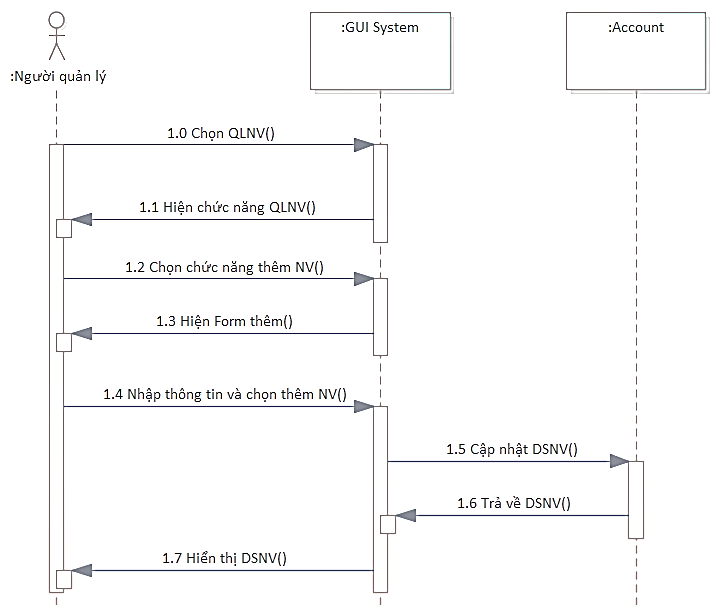 :GUI System
:Account
:Người quản lý
1.0 Chọn QLNV()
1.1 Hiện chức năng QLNV()
1.2 Chọn chức năng thêm NV()
1.3 Hiện Form thêm()
1.4 Nhập thông tin và chọn thêm NV()
1.5 Cập nhật DSNV()
1.6 Trả về DSNV()
1.7 Hiển thị DSNV()